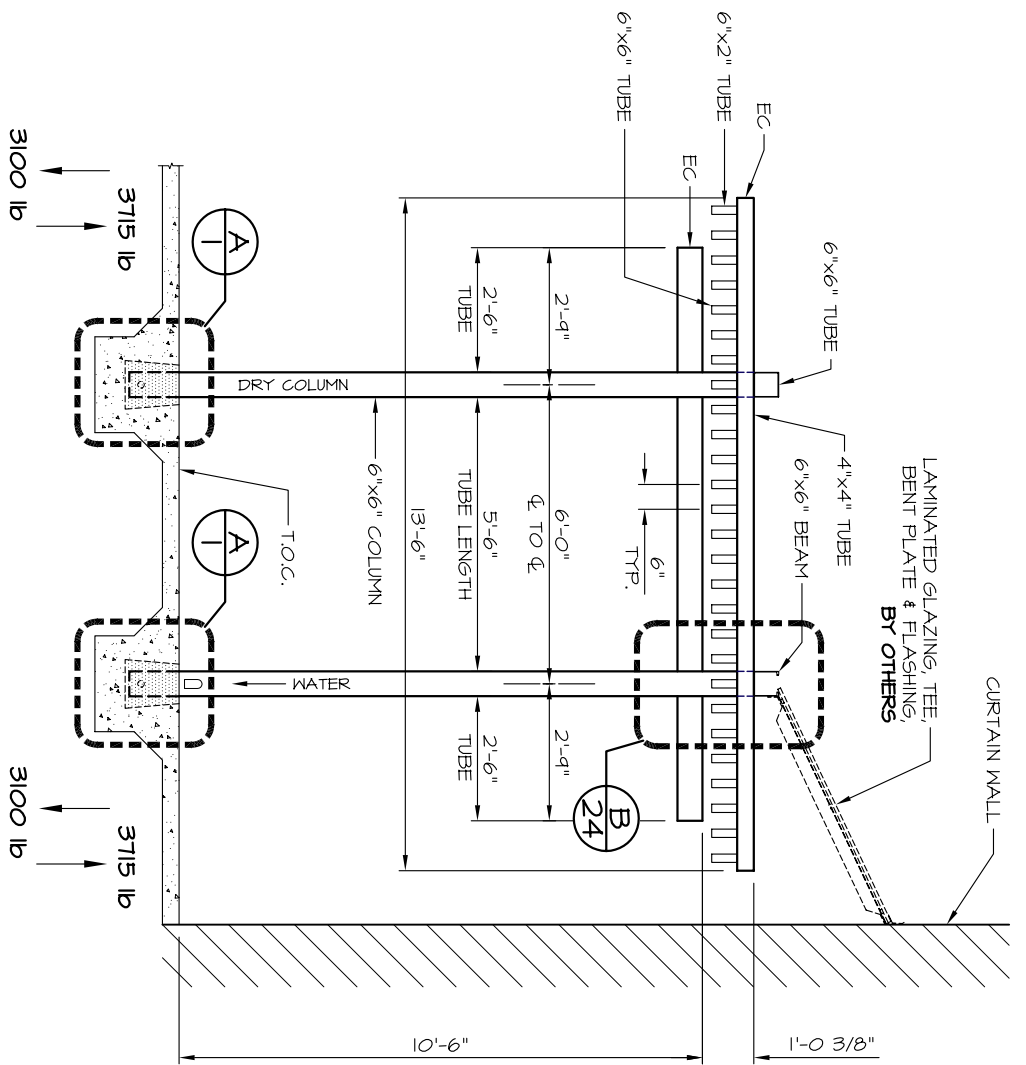 6"x6" TUBE
6"x2" TUBE
EC
EC
6"x6" TUBE
4"x4" TUBE
6"x6" BEAM
LAMINATED GLAZING, TEE,
BENT PLATE & FLASHING,
BY OTHERS
CURTAIN WALL
2'-9"
2'-6"
TUBE
6'-0"
℄ TO ℄
5'-6"
TUBE LENGTH
6"
TYP.
2'-9"
2'-6"
TUBE
13'-6"
DRY COLUMN
6"x6" COLUMN
WATER
T.O.C.
A
1
A
1
B
24
3100 lb
3715 lb
3100 lb
3715 lb
10'-6"
1'-0 3/8"